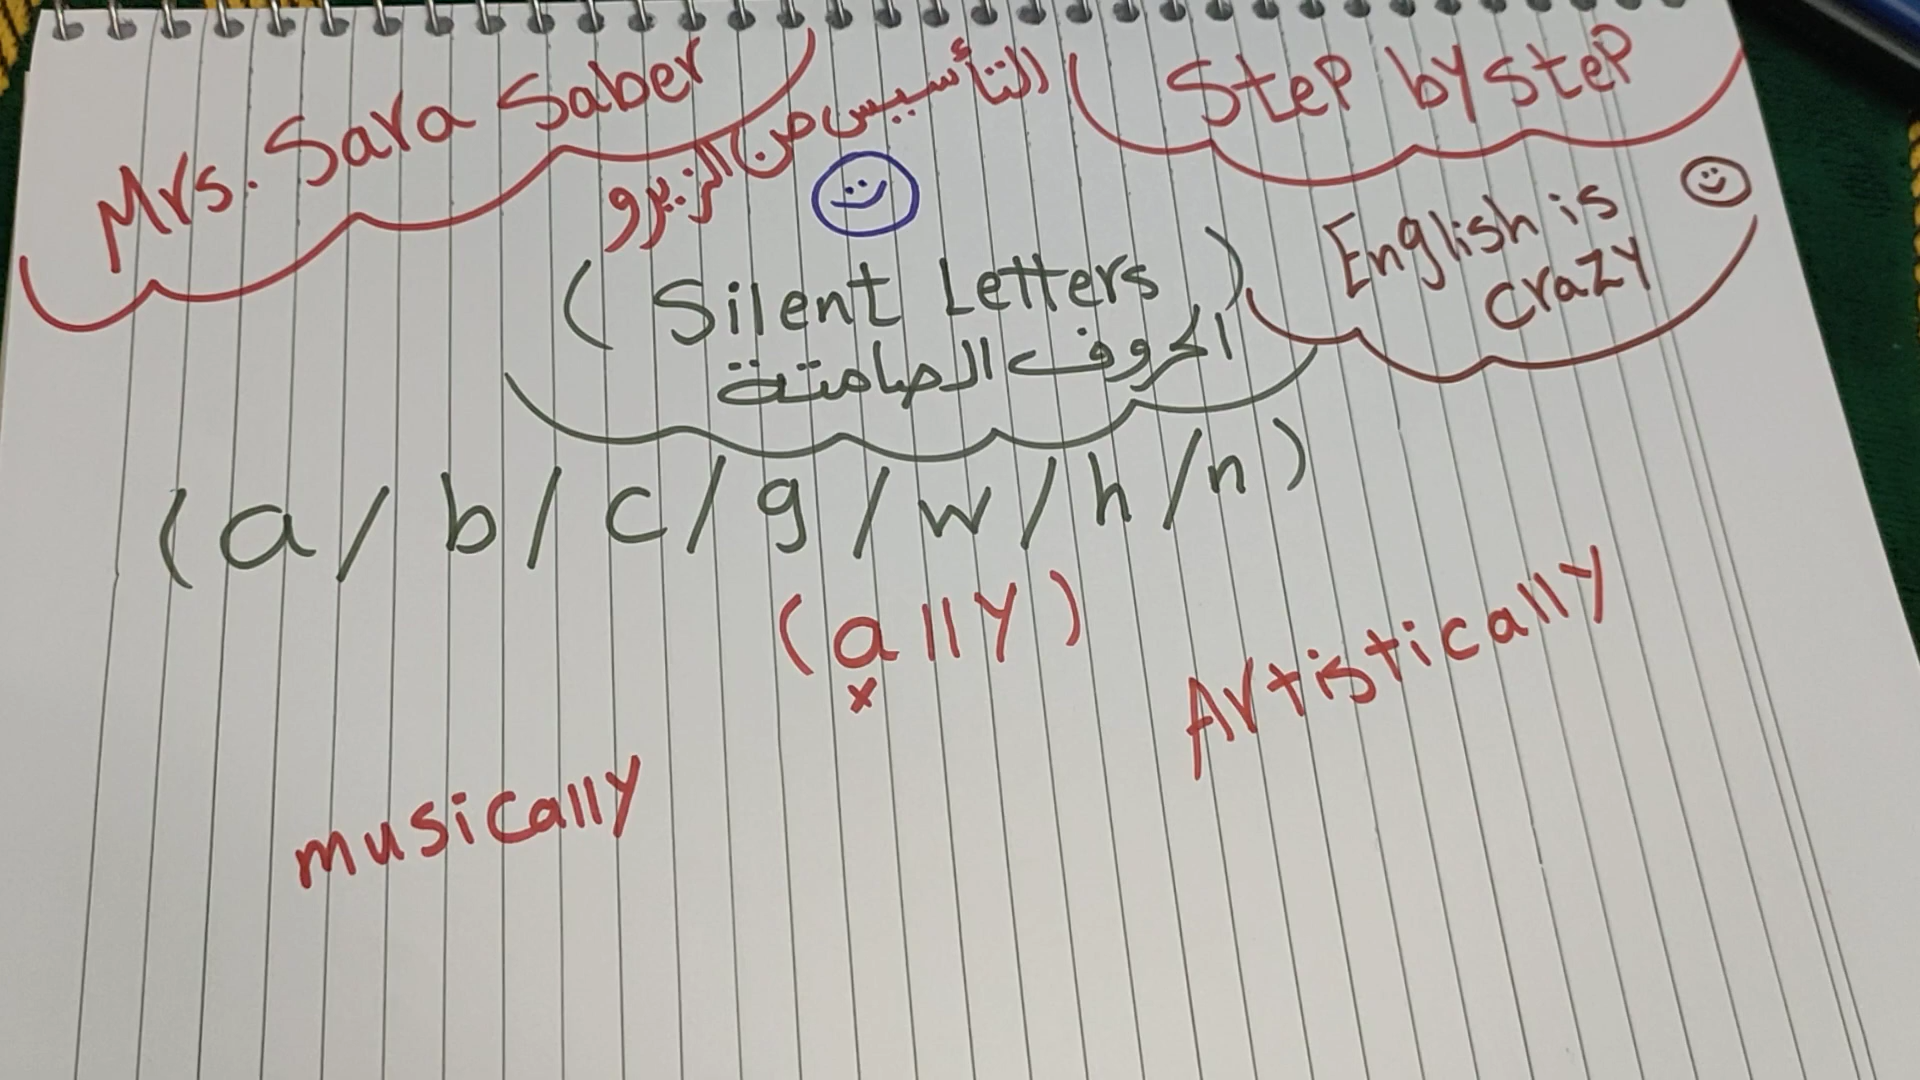 Mrs. Sara Saber
التأسيس من الزيرو
Step by step
English is
crazy
( Silent Letters )
الحروف الصامتة
( a / b / c / g / w / h / n )
( ally )
x
Artistically
musically